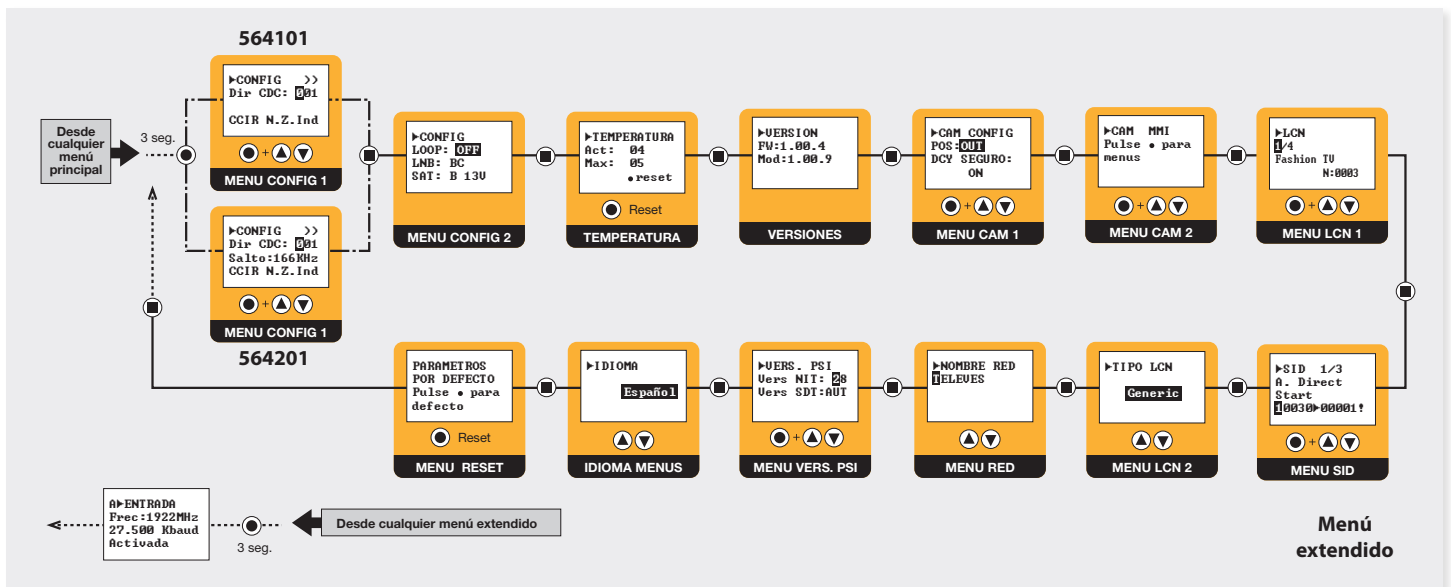 564101
Desde
cualquier
menú
principal
3 seg.
▶CONFIG >>
Dir CDC: 001
CCIR N.Z.Ind
+
MENU CONFIG 1
▶CONFIG >>
Dir CDC: 001
Salto:166KHz
CCIR N.Z.Ind
+
MENU CONFIG 1
564201
▶CONFIG
LOOP: OFF
LNB: BC
SAT: B 13V
MENU CONFIG 2
▶TEMPERATURA
Act: 04
Max: 05
●reset
Reset
TEMPERATURA
▶VERSION
FW:1.00.4
Mod:1.00.9
VERSIONES
▶CAM CONFIG
POS:OUT
DCY SEGURO:
ON
+
MENU CAM 1
▶CAM MMI
Pulse ● para
menus
+
MENU CAM 2
▶LCN
1/4
Fashion TV
N:0003
+
MENU LCN 1
PARAMETROS
POR DEFECTO
Pulse ● para
defecto
Reset
MENU RESET
▶IDIOMA
Español
IDIOMA MENUS
▶VERS. PSI
Vers NIT: 28
Vers SDT:AUT
+
MENU VERS. PSI
▶NOMBRE RED
TELEVES
MENU RED
▶TIPO LCN
Generic
MENU LCN 2
▶SID 1/3
A. Direct
Start
10030▶00001!
+
MENU SID
A▶ENTRADA
Frec:1922MHz
27.500 Kbaud
Activada
3 seg.
Desde cualquier menú extendido
Menú
extendido